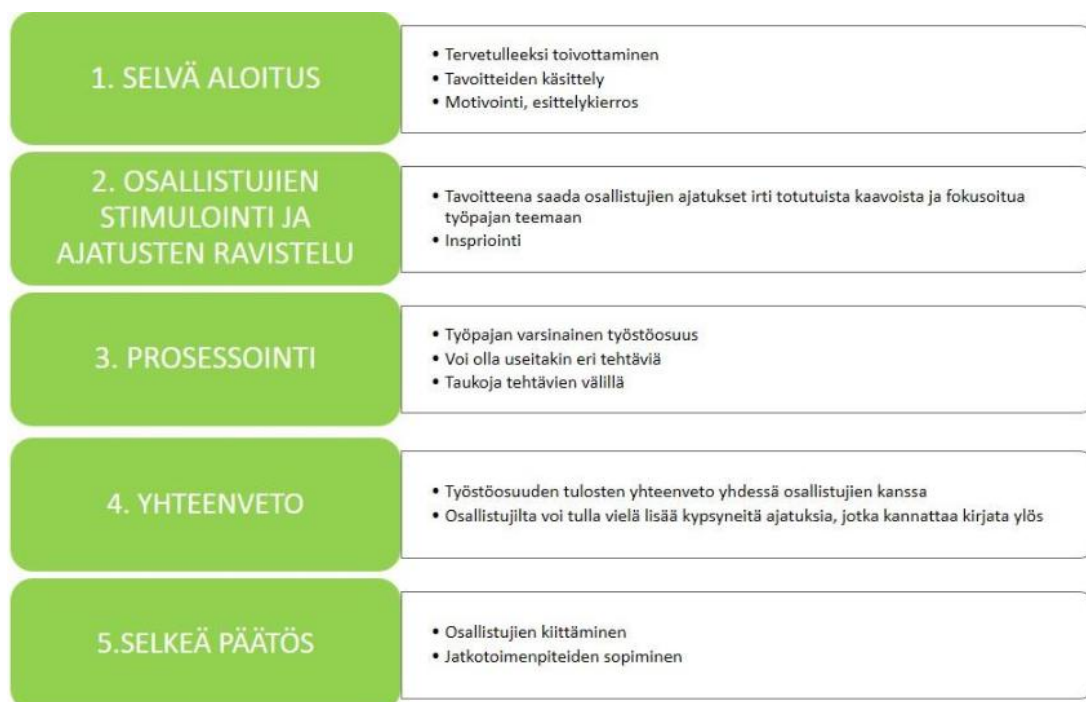 1. SELVÄ ALOITUS
• Tervetulleeksi toivottaminen
• Tavoitteiden käsittely
• Motivointi, esittelykierros
2. OSALLISTUJIEN
STIMULOINTI JA
AJATUSTEN RAVISTELU
• Tavoitteena saada osallistujien ajatukset irti totutuista kaavoista ja fokusoitua
työpajan teemaan
• Inspriointi
3. PROSESSOINTI
• Työpajan varsinainen työstöosuus
• Voi olla useitakin eri tehtäviä
• Taukoja tehtävien välillä
4. YHTEENVETO
• Työstöosuuden tulosten yhteenveto yhdessä osallistujien kanssa
• Osallistujilta voi tulla vielä lisää kypsyneitä ajatuksia, jotka kannattaa kirjata ylös
5.SELKEÄ PÄÄTÖS
• Osallistujien kiittäminen
• Jatkotoimenpiteiden sopiminen